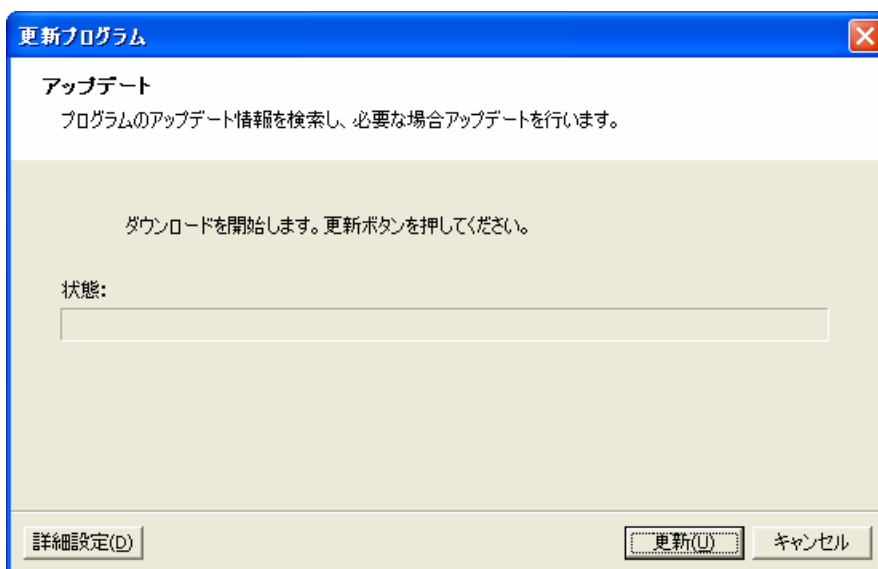 更新プログラム
アップデート
プログラムのアップデート情報を検索し、必要な場合アップデートを行います。
ダウンロードを開始します。更新ボタンを押してください。
状態:
詳細設定(D)
更新(U)
キャンセル